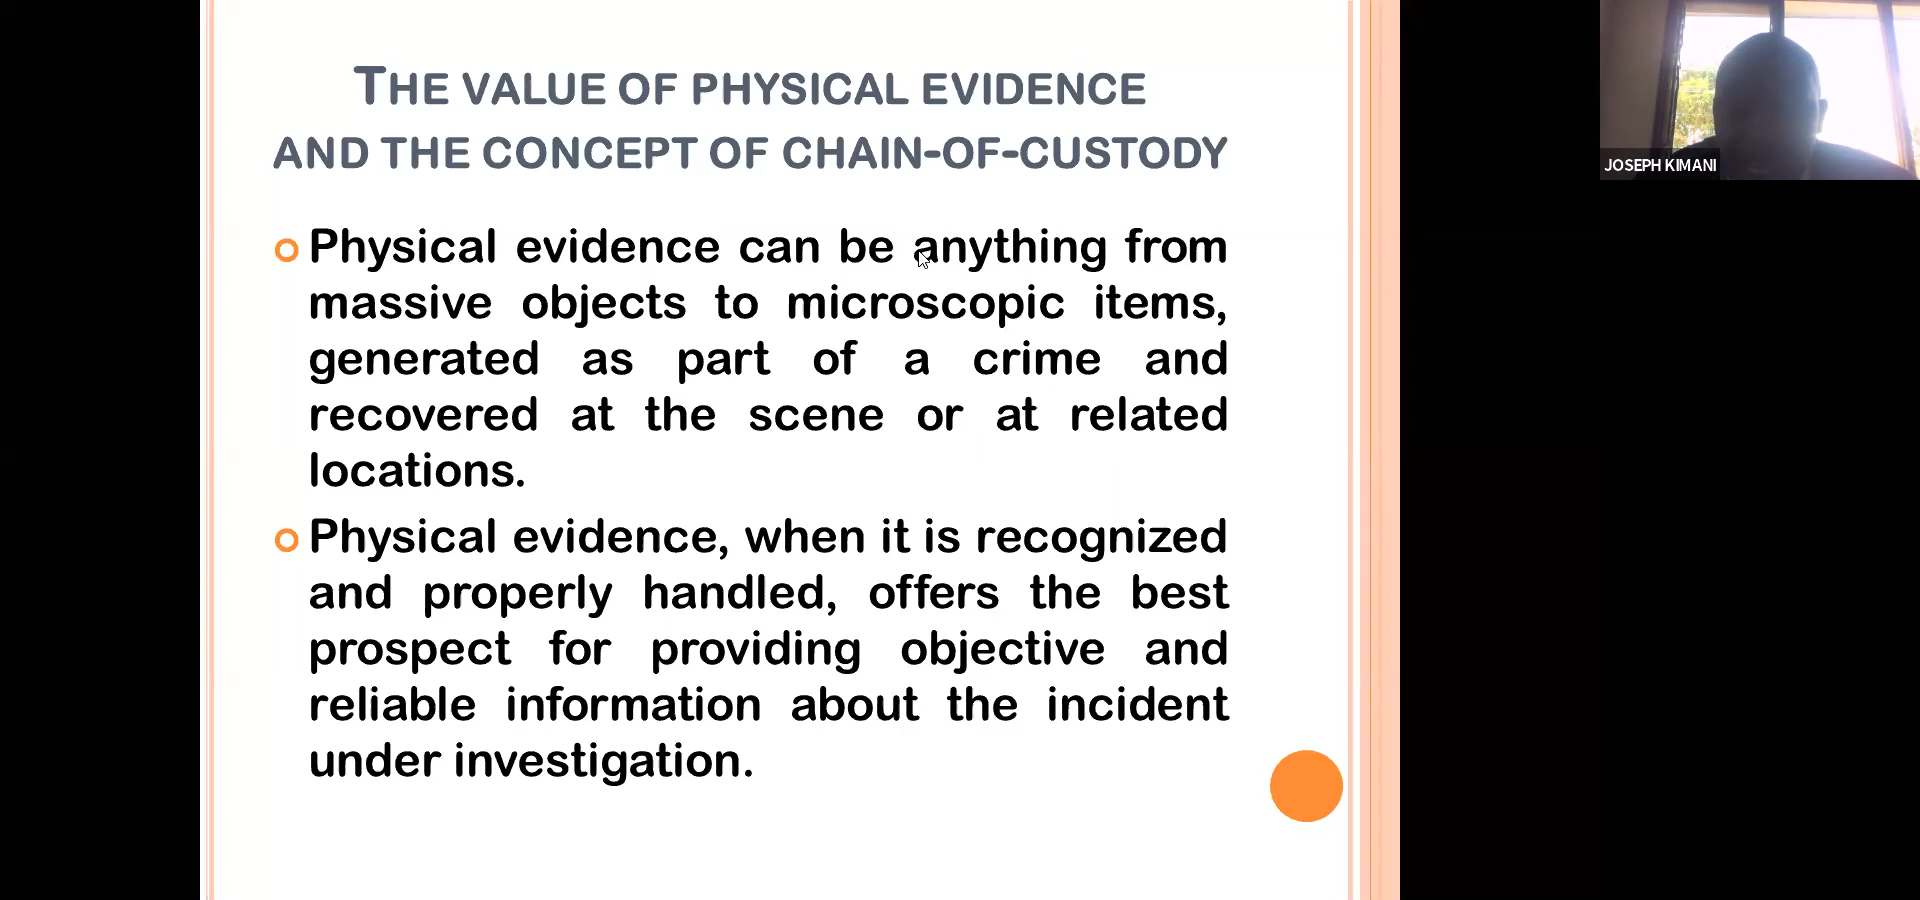 THE VALUE OF PHYSICAL EVIDENCE
AND THE CONCEPT OF CHAIN-OF-CUSTODY
Physical evidence can be anything from
massive objects to microscopic items,
generated as part of a crime and
recovered at the scene or at related
locations.
Physical evidence, when it is recognized
and properly handled, offers the best
prospect for providing objective and
reliable information about the incident
under investigation.
JOSEPH KIMANI